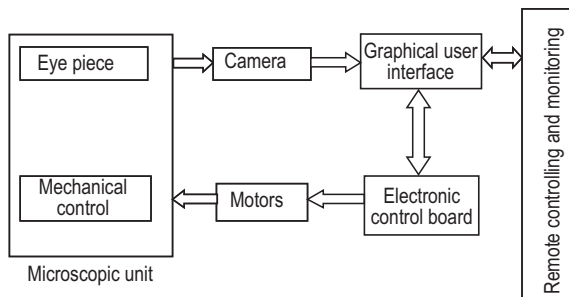 Eye piece
Camera
Graphical user
interface
Mechanical
control
Motors
Electronic
control board
Microscopic unit
Remote controlling and monitoring